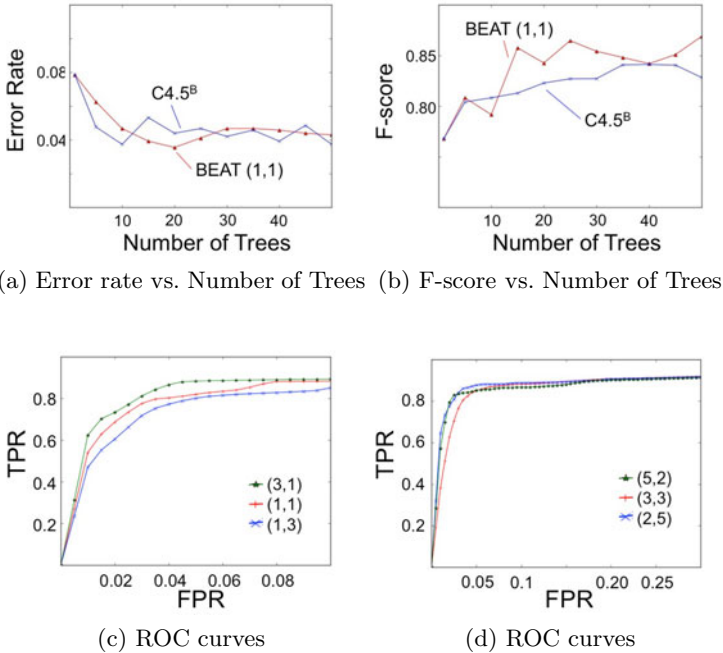 Error Rate
0.08
0.04
C4.5B
BEAT (1,1)
10 20 30 40
Number of Trees
F-score
0.85
0.80
BEAT (1,1)
C4.5B
10 20 30 40
Number of Trees
a) Error rate vs. Number of Trees (b) F-score vs. Number of Trees
TPR
0.8
0.6
0.4
0.2
(3,1)
(1,1)
(1,3)
0.02 0.04 0.06 0.08
FPR
TPR
0.8
0.6
0.4
0.2
(5,2)
(3,3)
(2,5)
0.05 0.1 0.20 0.25
FPR
(c) ROC curves (d) ROC curves